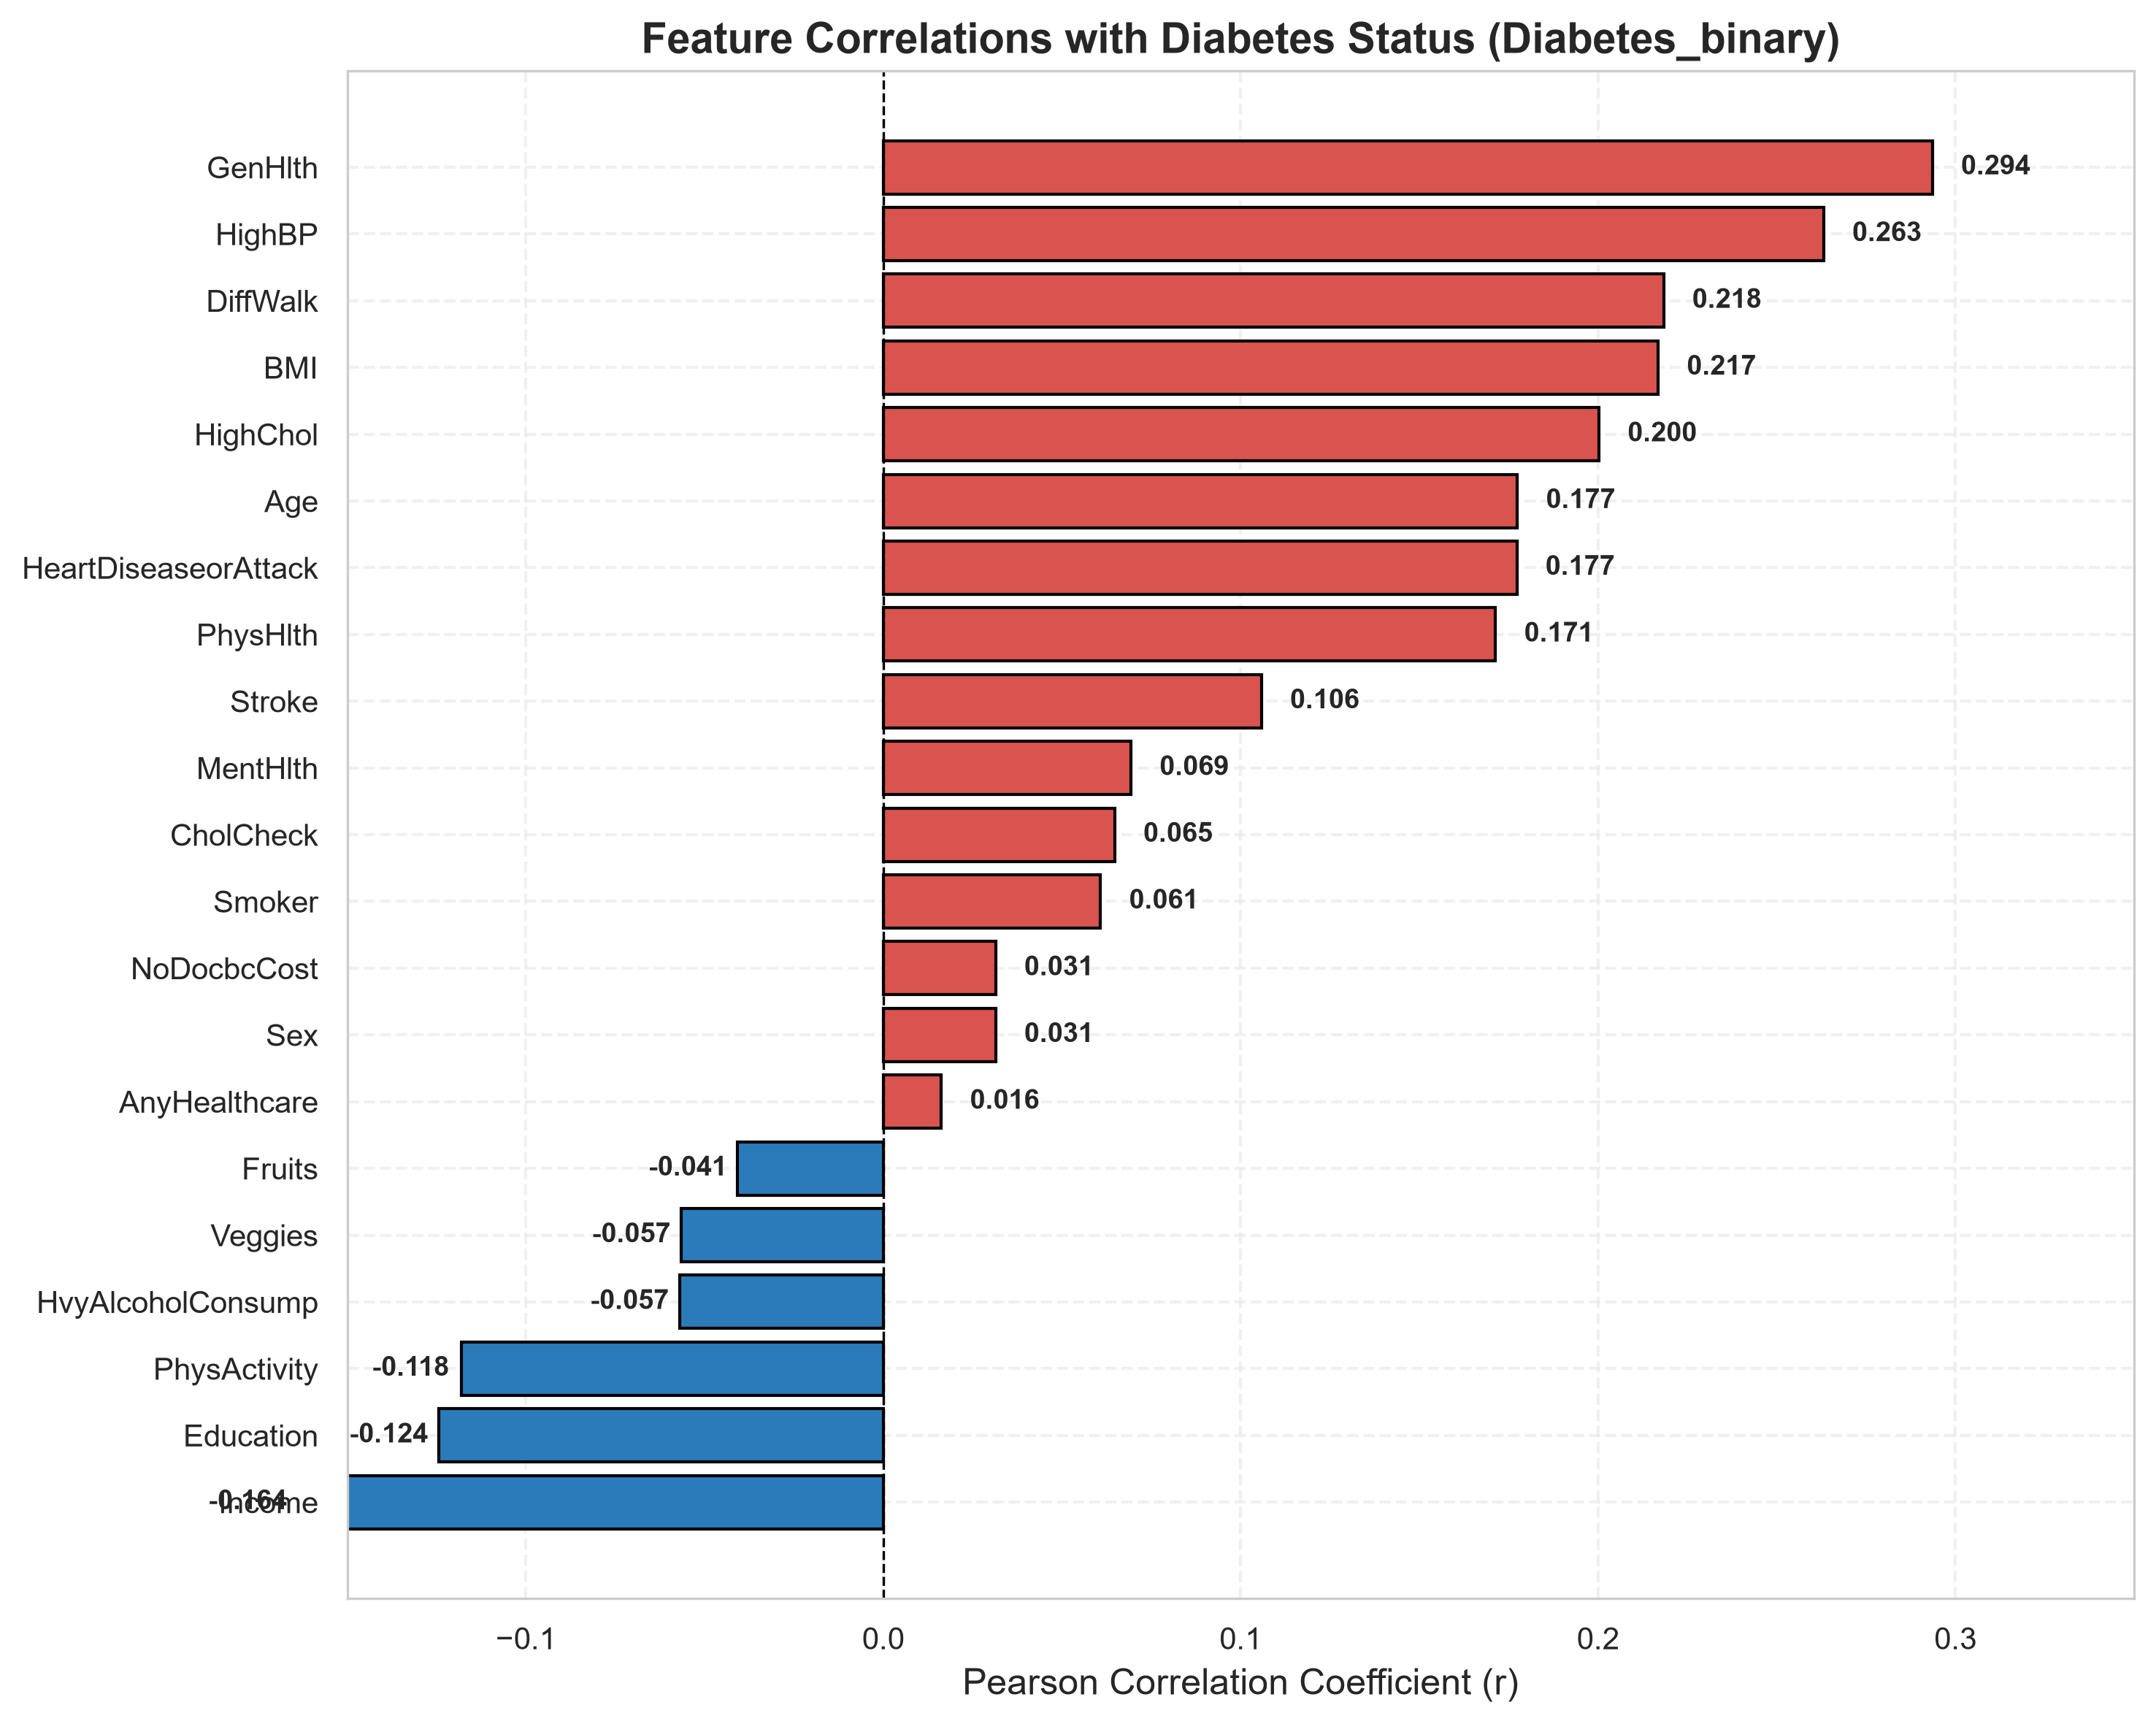 Feature Correlations with Diabetes Status (Diabetes_binary)
GenHlth 0.294
HighBP 0.263
DiffWalk 0.218
BMI 0.217
HighChol 0.200
Age 0.177
HeartDiseaseorAttack 0.177
PhysHlth 0.171
Stroke 0.106
MentHlth 0.069
CholCheck 0.065
Smoker 0.061
NoDocbcCost 0.031
Sex 0.031
AnyHealthcare 0.016
Fruits -0.041
Veggies -0.057
HvyAlcoholConsump -0.057
PhysActivity -0.118
Education -0.124
Income -0.164
−0.1 0.0 0.1 0.2 0.3
Pearson Correlation Coefficient (r)